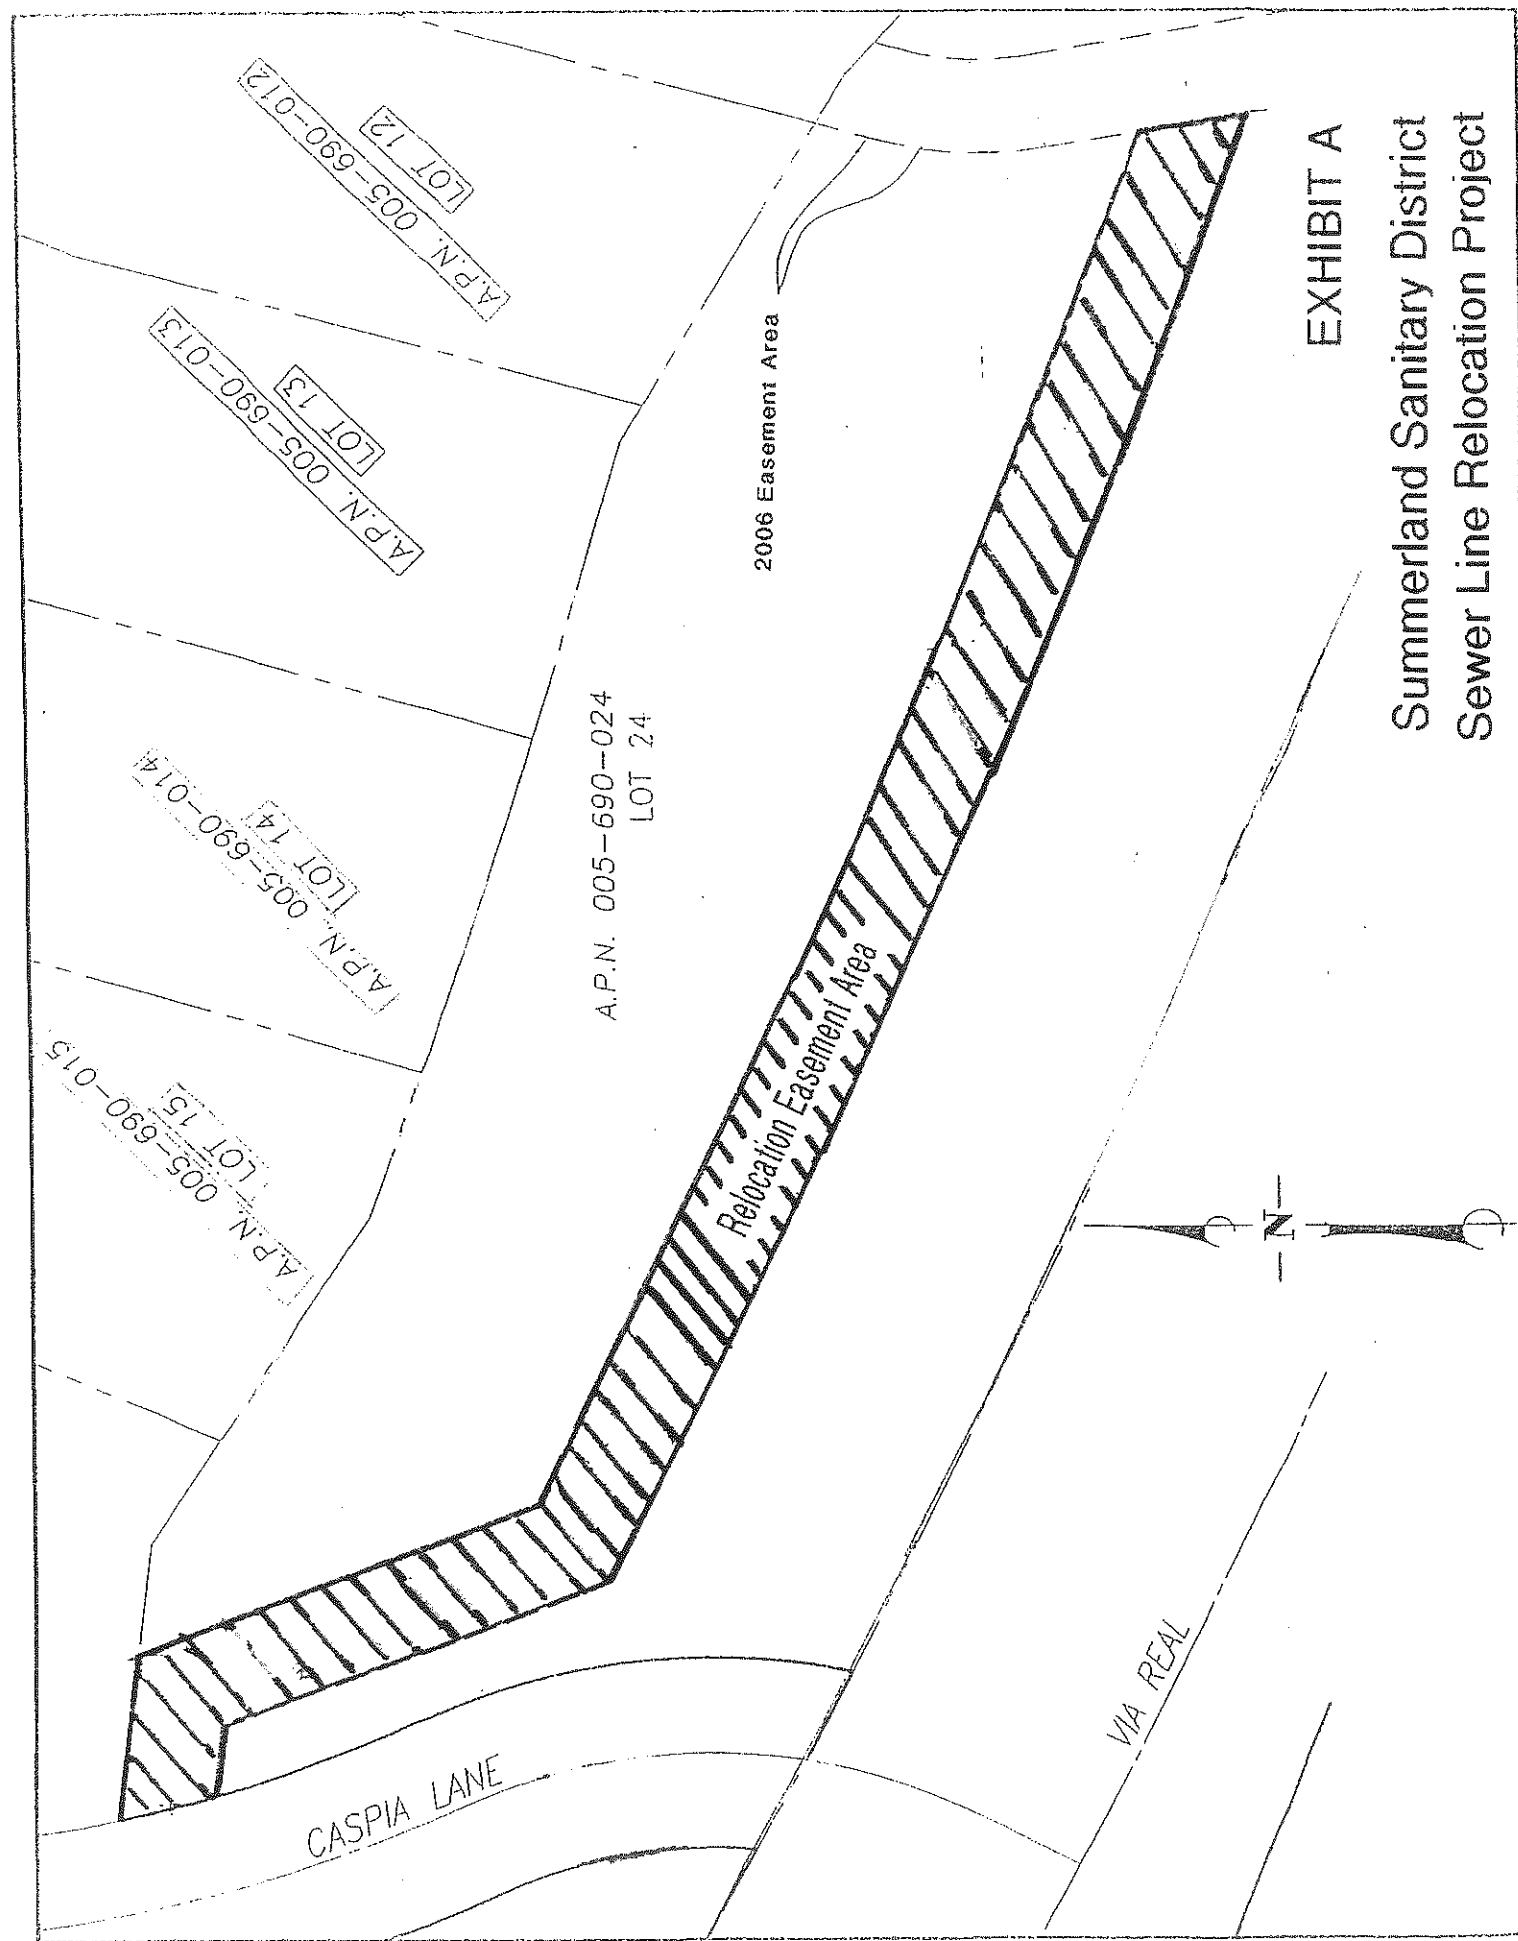 A.P.N. 005-690-015
LOT 15
A.P.N. 005-690-014
LOT 14
A.P.N. 005-690-013
LOT 13
A.P.N. 005-690-012
LOT 12
A.P.N. 005-690-024
LOT 24
2006 Easement Area
Relocation Easement Area
CASPIA LANE
VIA REAL
-N-
EXHIBIT A
Summerland Sanitary District
Sewer Line Relocation Project